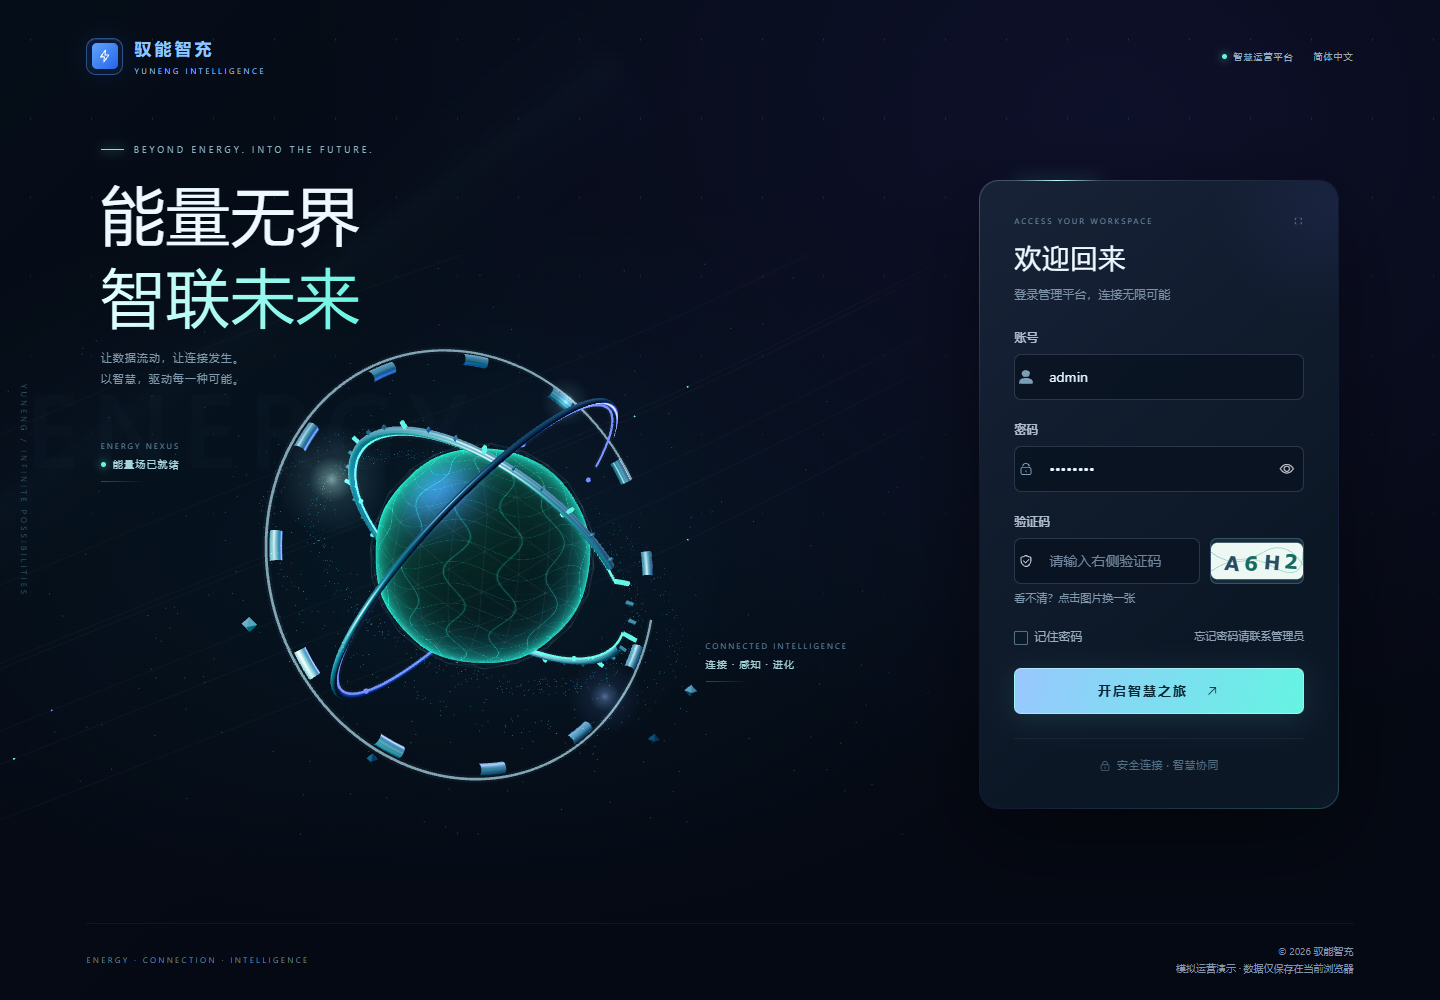 驭能智充
YUNENG INTELLIGENCE
智慧运营平台
简体中文
BEYOND ENERGY. INTO THE FUTURE.
能量无界
智联未来
让数据流动，让连接发生。
以智慧，驱动每一种可能。
ENERGY
YUNENG / INFINITE POSSIBILITIES
ENERGY NEXUS
能量场已就绪
CONNECTED INTELLIGENCE
连接 · 感知 · 进化
ACCESS YOUR WORKSPACE
欢迎回来
登录管理平台，连接无限可能
账号
admin
密码
••••••••
验证码
请输入右侧验证码
A6H2
看不清？点击图片换一张
记住密码
忘记密码请联系管理员
开启智慧之旅
安全连接 · 智慧协同
ENERGY · CONNECTION · INTELLIGENCE
© 2026 驭能智充
模拟运营演示 · 数据仅保存在当前浏览器